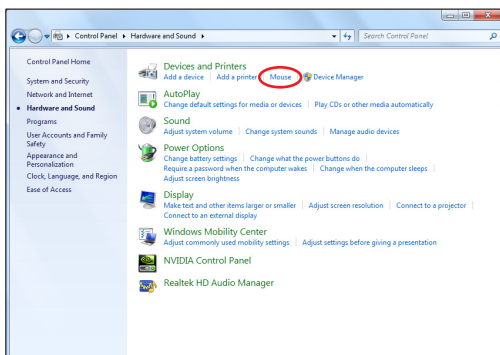 Control Panel ▸ Hardware and Sound ▸
Search Control Panel
Control Panel Home
System and Security
Network and Internet
Hardware and Sound
Programs
User Accounts and Family
Safety
Appearance and
Personalization
Clock, Language, and Region
Ease of Access
Devices and Printers
Add a device | Add a printer | Mouse | Device Manager
AutoPlay
Change default settings for media or devices | Play CDs or other media automatically
Sound
Adjust system volume | Change system sounds | Manage audio devices
Power Options
Change battery settings | Change what the power buttons do |
Require a password when the computer wakes | Change when the computer sleeps |
Adjust screen brightness
Display
Make text and other items larger or smaller | Adjust screen resolution | Connect to a projector |
Connect to an external display
Windows Mobility Center
Adjust commonly used mobility settings | Adjust settings before giving a presentation
NVIDIA Control Panel
Realtek HD Audio Manager